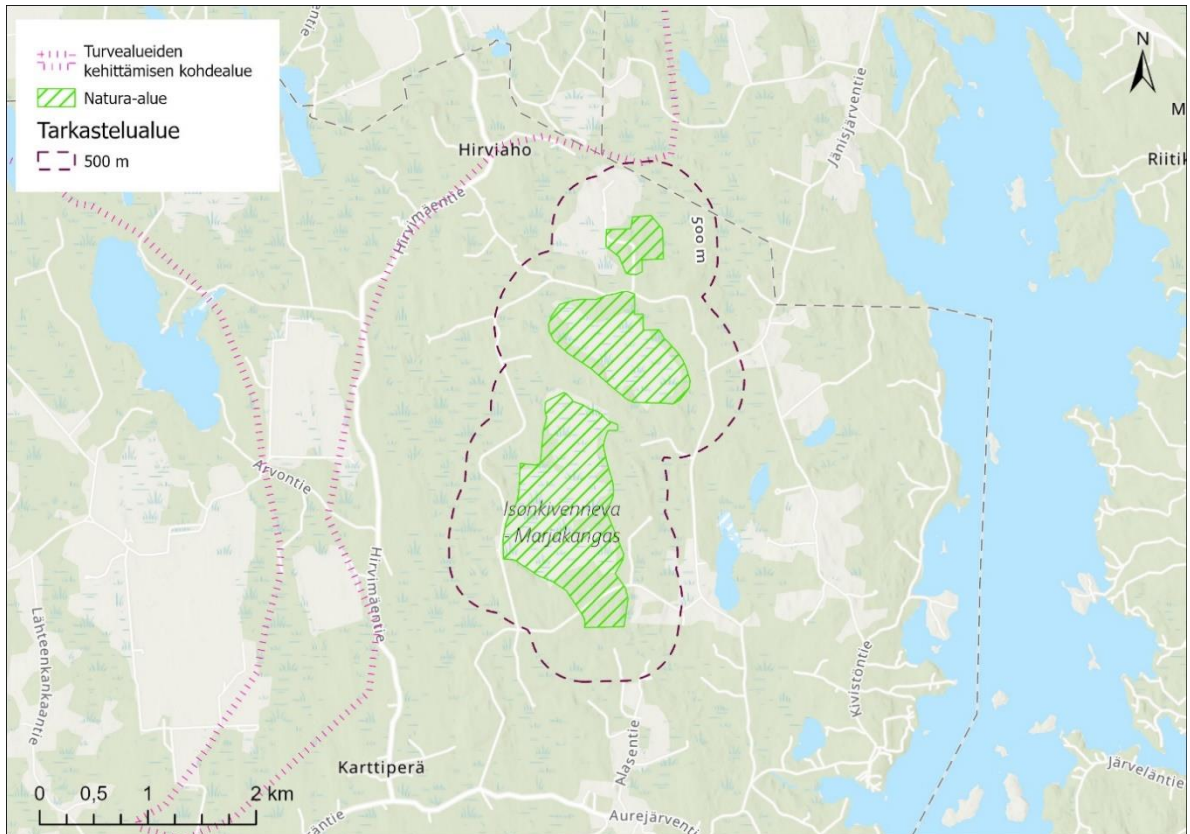 Turvealueiden
kehittämisen kohdealue
Natura-alue
Tarkastelualue
500 m
N
M
Jänisjärventie
Hirviaho
Riitik
Hirvimäentie
500 m
Arvontie
Isonkivenneva
- Marjakangas
Hirvimäentie
Lähteenkankaantie
Kivistöntie
Alasentie
Karttiperä
Järveläntie
0 0,5 1 2 km
Aurejärventie